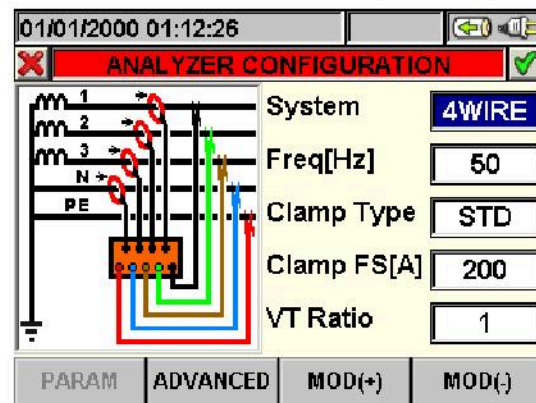 01/01/2000 01:12:26
ANALYZER CONFIGURATION
1
2
3
N
PE
System 4WIRE
Freq[Hz] 50
Clamp Type STD
Clamp FS[A] 200
VT Ratio 1
PARAM ADVANCED MOD(+) MOD(-)